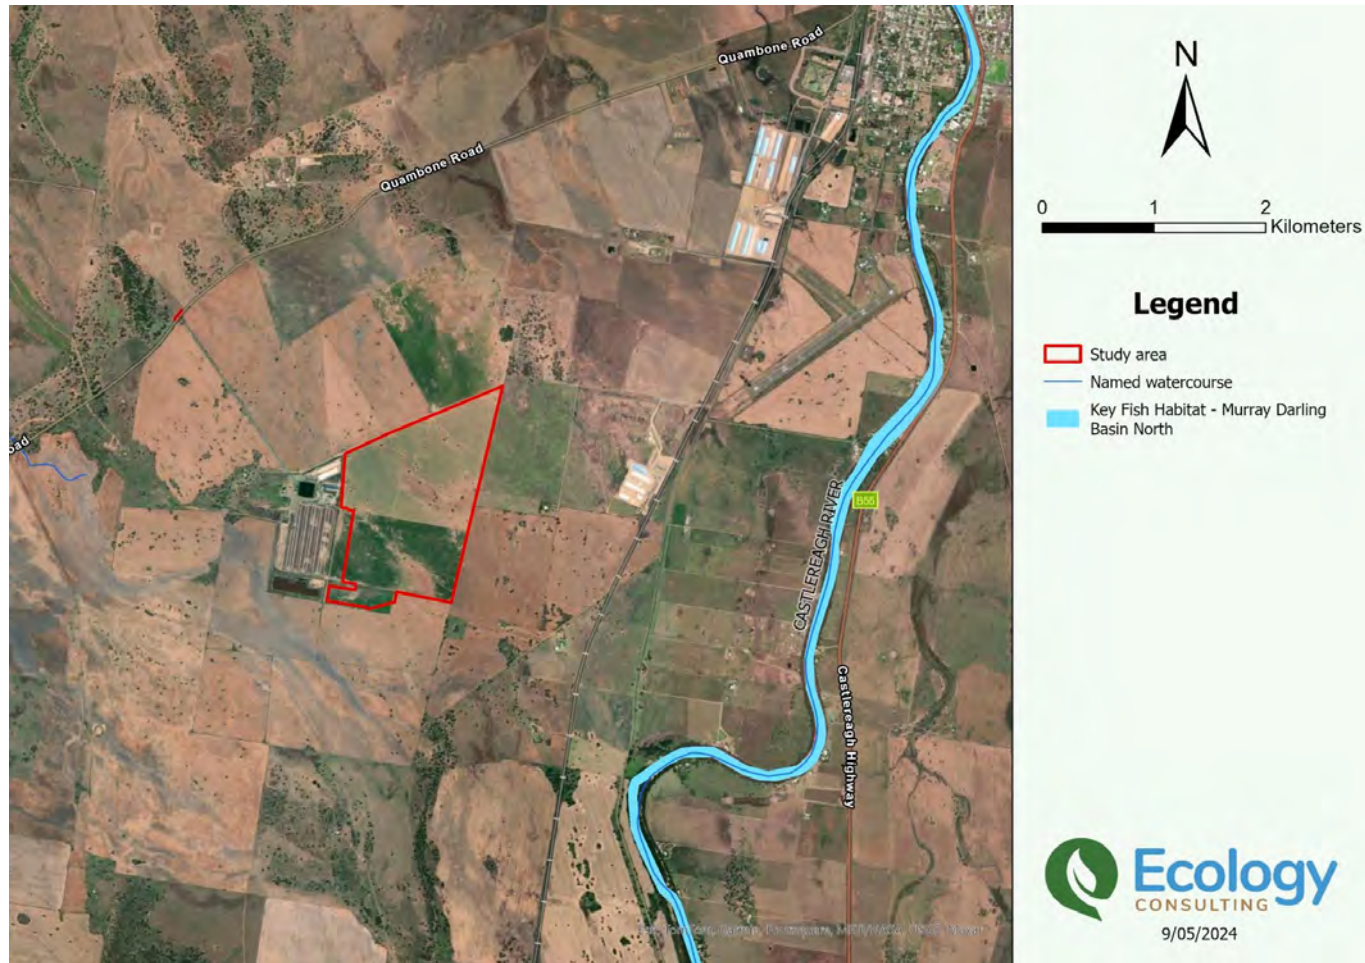 Quambone Road
Quambone Road
oad
CASTLEREAGH RIVER
B55
Castlereagh Highway
N
0 1 2
Kilometers
Legend
Study area
Named watercourse
Key Fish Habitat - Murray Darling
Basin North
Ecology
CONSULTING
9/05/2024